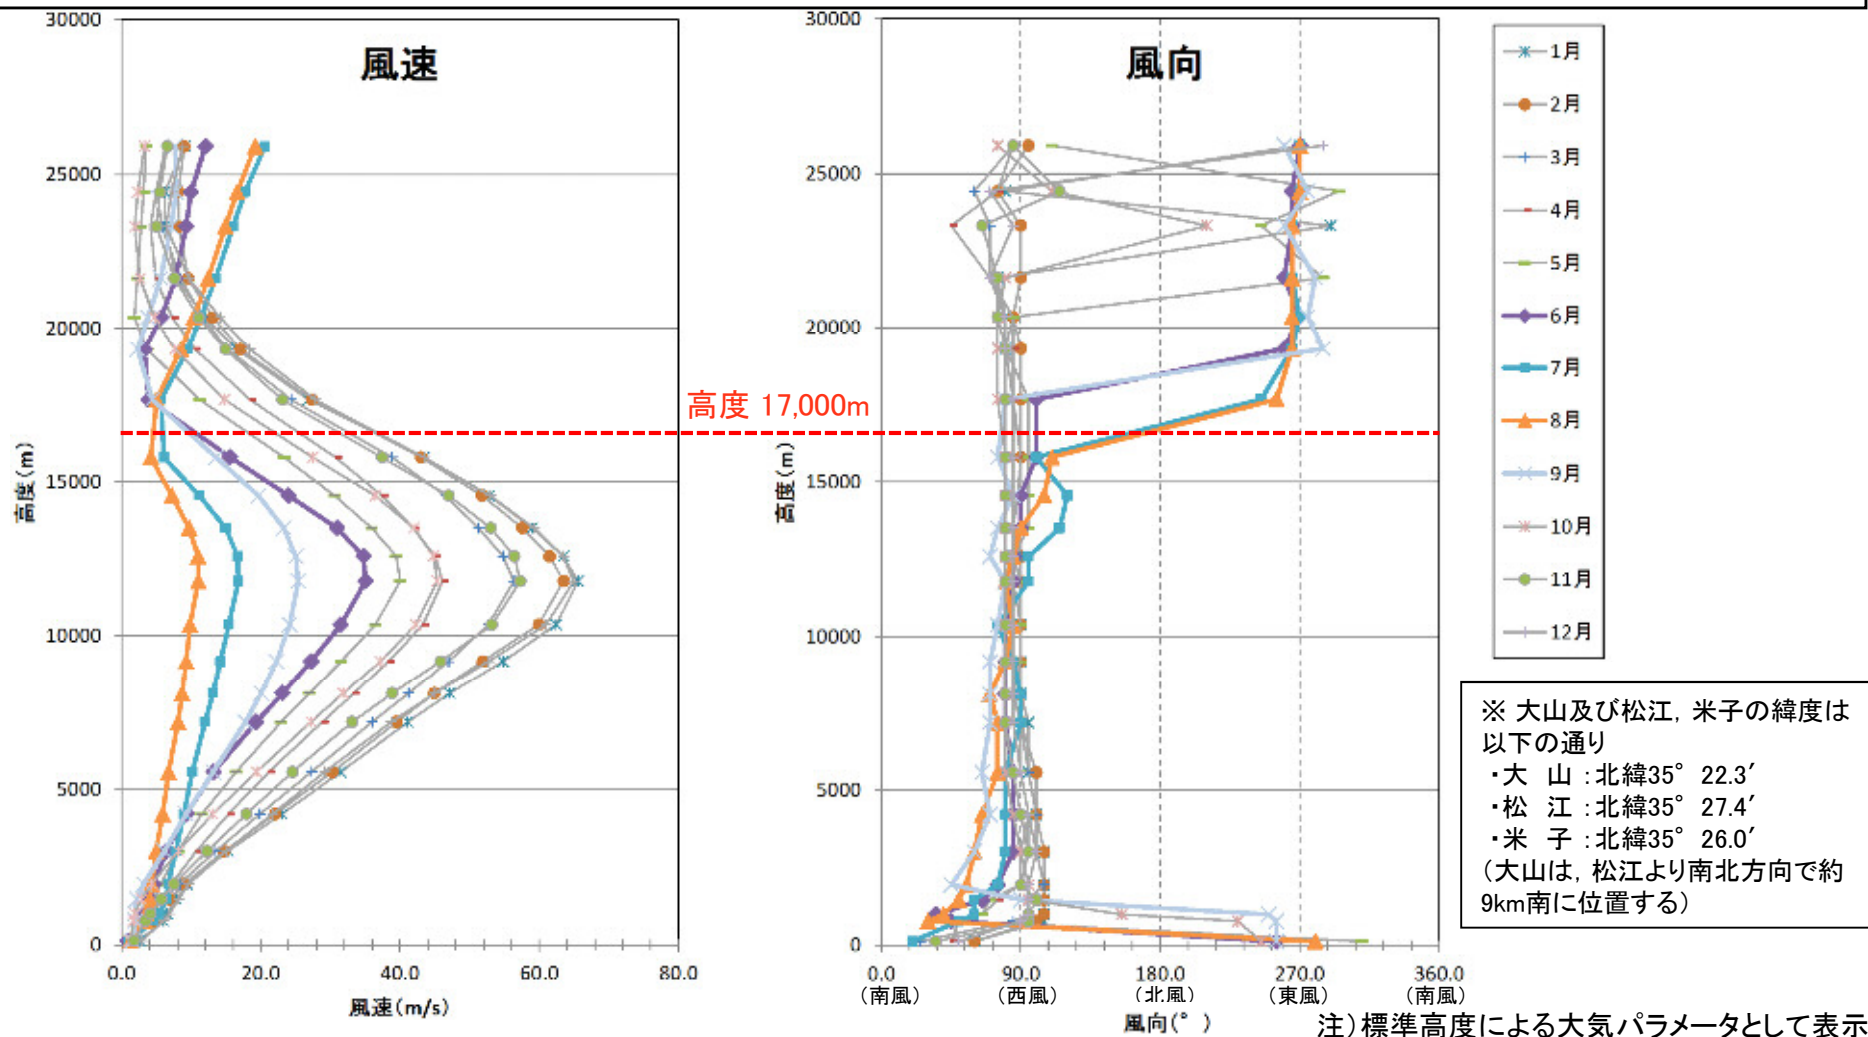 風速
30000
25000
20000
15000
10000
5000
0
高度(m)
0.0
20.0
40.0
60.0
80.0
風速(m/s)
高度 17,000m
風向
30000
25000
20000
15000
10000
5000
0
高度(m)
0.0
90.0
180.0
270.0
360.0
(南風)
(西風)
(北風)
(東風)
(南風)
風向(°)
1月
2月
3月
4月
5月
6月
7月
8月
9月
10月
11月
12月
※ 大山及び松江, 米子の緯度は
以下の通り
・大 山 :北緯35° 22.3′
・松 江 :北緯35° 27.4′
・米 子 :北緯35° 26.0′
(大山は, 松江より南北方向で約
9km南に位置する)
注)標準高度による大気パラメータとして表示